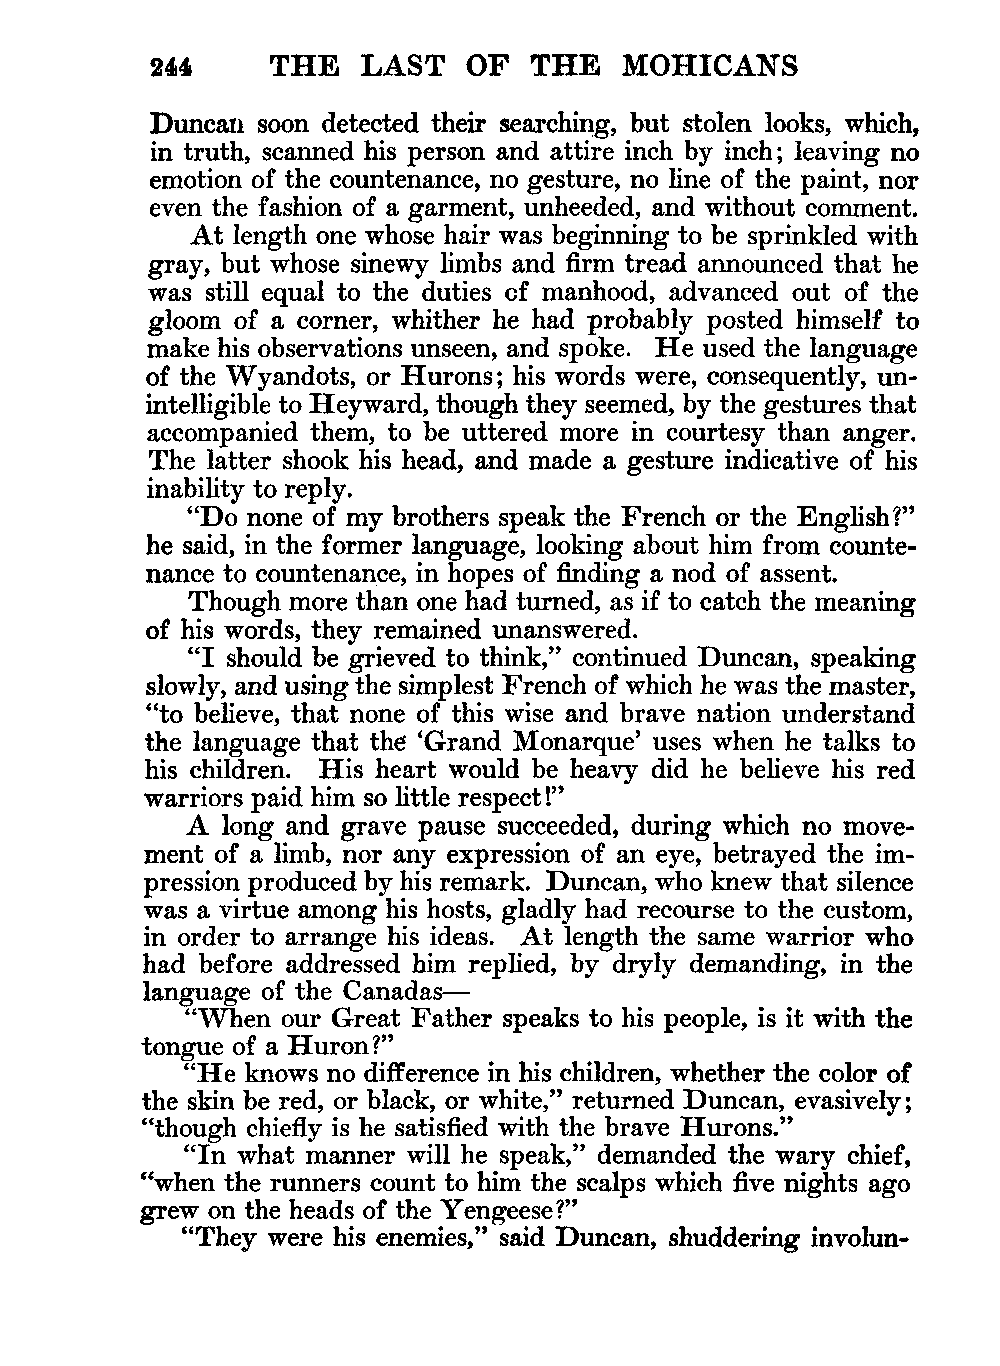 244 THE LAST OF THE MOHICANS
Duncan soon detected their searching, but stolen looks, which,
in truth, scanned his person and attire inch by inch; leaving no
emotion of the countenance, no gesture, no line of the paint, nor
even the fashion of a garment, unheeded, and without comment.
At length one whose hair was beginning to be sprinkled with
gray, but whose sinewy limbs and firm tread announced that he
was still equal to the duties of manhood, advanced out of the
gloom of a corner, whither he had probably posted himself to
make his observations unseen, and spoke. He used the language
of the Wyandots, or Hurons; his words were, consequently, un-
intelligible to Heyward, though they seemed, by the gestures that
accompanied them, to be uttered more in courtesy than anger.
The latter shook his head, and made a gesture indicative of his
inability to reply.
“Do none of my brothers speak the French or the English?”
he said, in the former language, looking about him from counte-
nance to countenance, in hopes of finding a nod of assent.
Though more than one had turned, as if to catch the meaning
of his words, they remained unanswered.
“I should be grieved to think,” continued Duncan, speaking
slowly, and using the simplest French of which he was the master,
“to believe, that none of this wise and brave nation understand
the language that the ‘Grand Monarque’ uses when he talks to
his children. His heart would be heavy did he believe his red
warriors paid him so little respect!”
A long and grave pause succeeded, during which no move-
ment of a limb, nor any expression of an eye, betrayed the im-
pression produced by his remark. Duncan, who knew that silence
was a virtue among his hosts, gladly had recourse to the custom,
in order to arrange his ideas. At length the same warrior who
had before addressed him replied, by dryly demanding, in the
language of the Canadas—
“When our Great Father speaks to his people, is it with the
tongue of a Huron?”
“He knows no difference in his children, whether the color of
the skin be red, or black, or white,” returned Duncan, evasively;
“though chiefly is he satisfied with the brave Hurons.”
“In what manner will he speak,” demanded the wary chief,
“when the runners count to him the scalps which five nights ago
grew on the heads of the Yengeese?”
“They were his enemies,” said Duncan, shuddering involun-